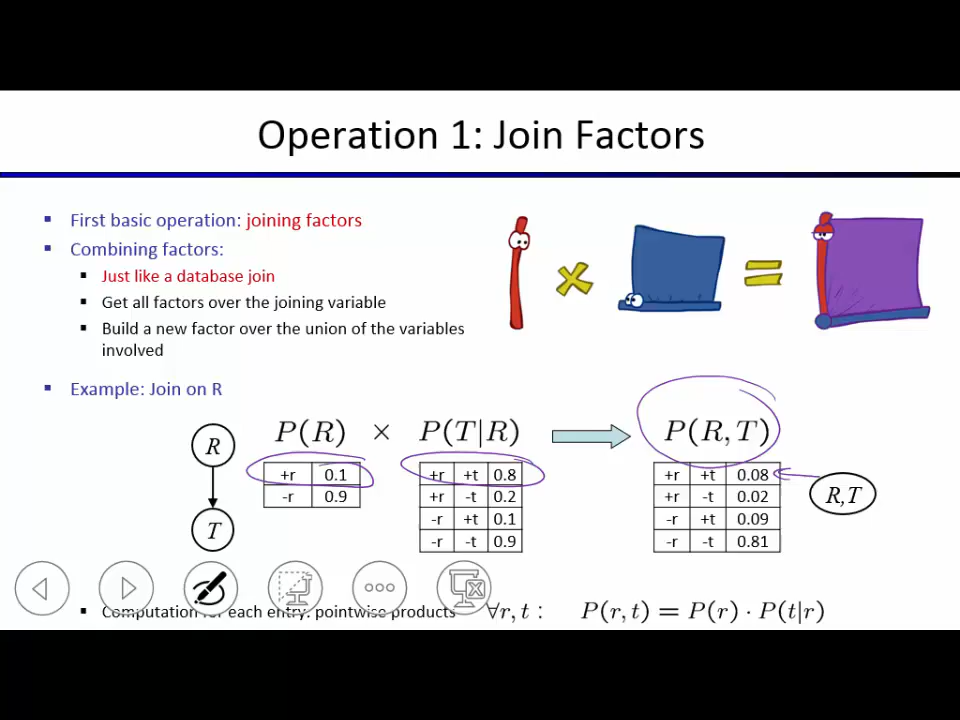 Operation 1: Join Factors
▪ First basic operation: joining factors
▪ Combining factors:
▪ Just like a database join
▪ Get all factors over the joining variable
▪ Build a new factor over the union of the variables
involved
▪ Example: Join on R
R
T
P(R) × P(T|R)
P(R, T)
+r 0.1
-r 0.9
+r +t 0.8
+r -t 0.2
-r +t 0.1
-r -t 0.9
+r +t 0.08
+r -t 0.02
-r +t 0.09
-r -t 0.81
R,T
▪ Computation for each entry: pointwise products ∀r, t : P(r, t) = P(r) · P(t|r)